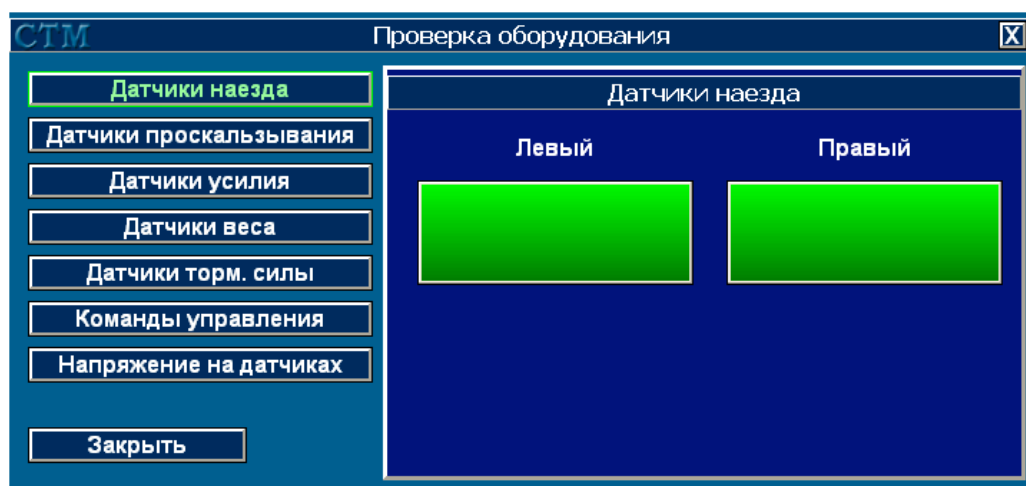 СТМ
Проверка оборудования
X
Датчики наезда
Датчики проскальзывания
Датчики усилия
Датчики веса
Датчики торм. силы
Команды управления
Напряжение на датчиках
Закрыть
Датчики наезда
Левый
Правый